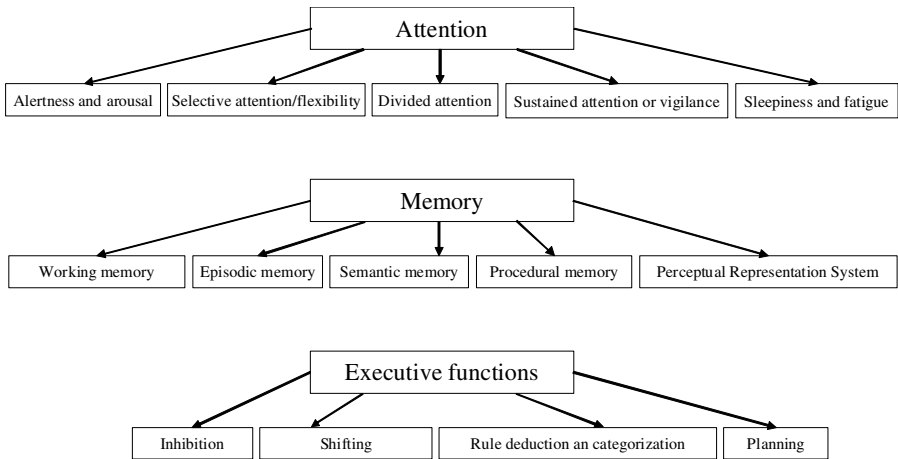 Attention
Alertness and arousal
Selective attention/flexibility
Divided attention
Sustained attention or vigilance
Sleepiness and fatigue
Memory
Working memory
Episodic memory
Semantic memory
Procedural memory
Perceptual Representation System
Executive functions
Inhibition
Shifting
Rule deduction an categorization
Planning